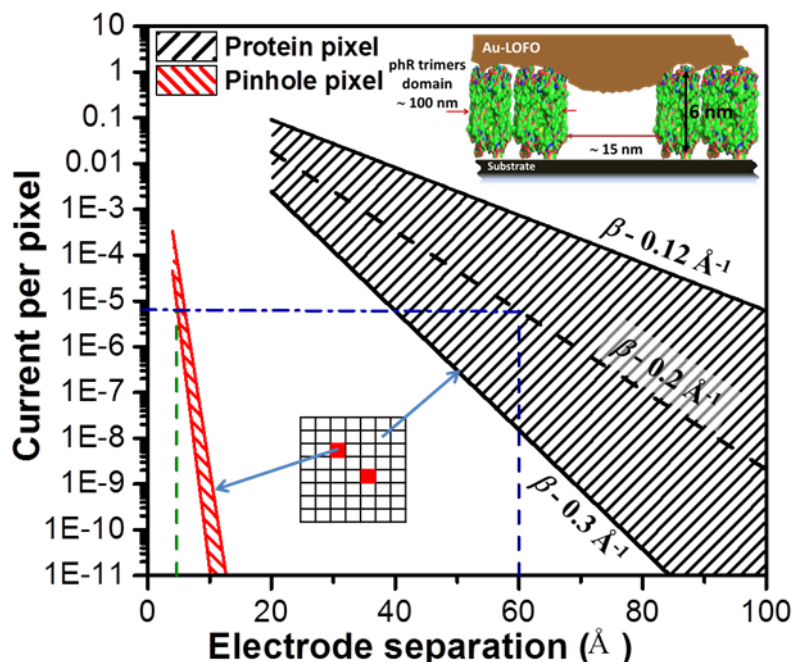 Protein pixel
Pinhole pixel
Au-LOFO
phR trimers
domain
~ 100 nm
6 nm
~ 15 nm
Substrate
Current per pixel
10
1
0.1
0.01
1E-3
1E-4
1E-5
1E-6
1E-7
1E-8
1E-9
1E-10
1E-11
β - 0.12 Å-1
β - 0.2 Å-1
β - 0.3 Å-1
0 20 40 60 80 100
Electrode separation (Å)